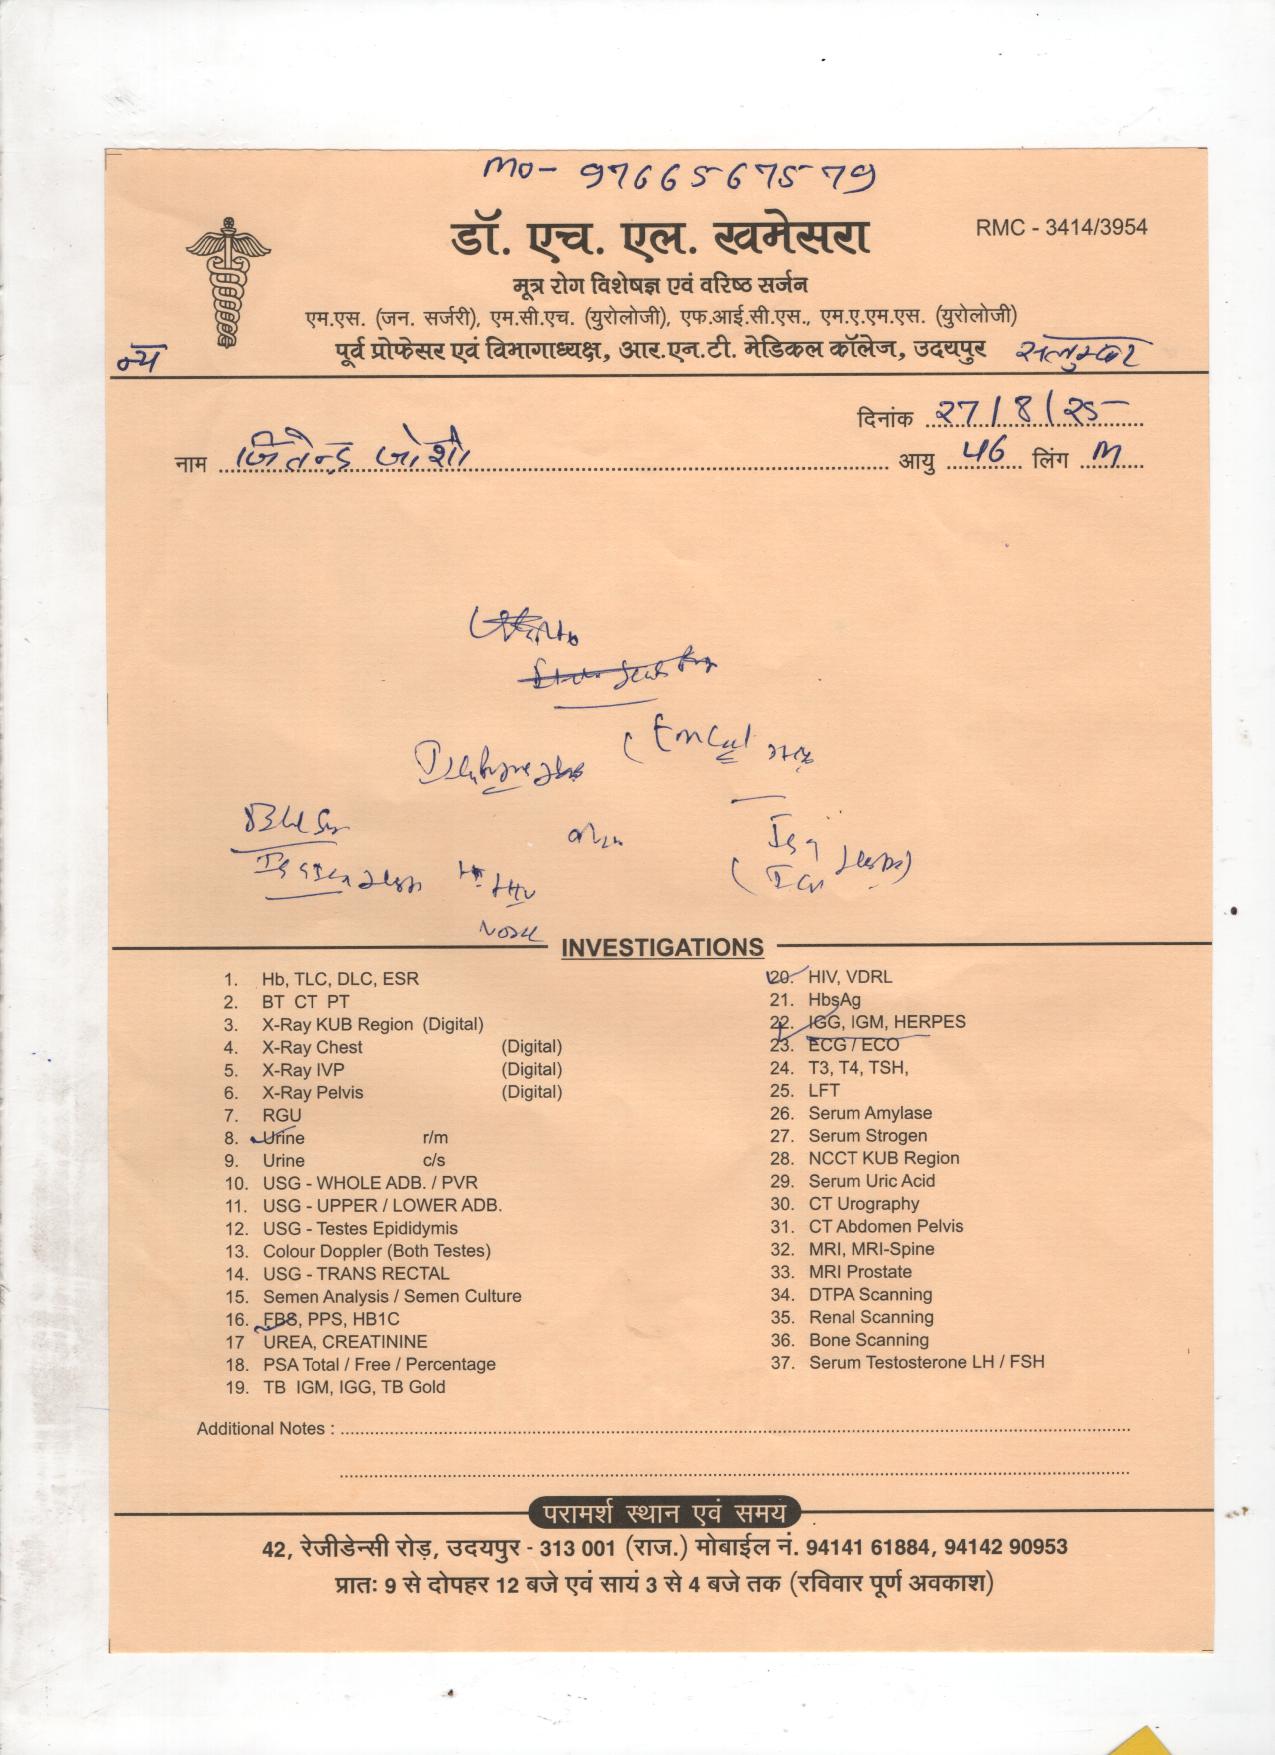 Mo- 97665-675-79
डॉ. एच. एल. खमेसरा
RMC - 3414/3954
मूत्र रोग विशेषज्ञ एवं वरिष्ठ सर्जन
एम.एस. (जन. सर्जरी), एम.सी.एच. (युरोलोजी), एफ.आई.सी.एस., एम.ए.एम.एस. (युरोलोजी)
पूर्व प्रोफेसर एवं विभागाध्यक्ष, आर.एन.टी. मेडिकल कॉलेज, उदयपुर सलुम्बर
दिनांक 27/8/25
नाम जितेन्द्र जोशी आयु 46 लिंग M
HIV
INVESTIGATIONS
1. Hb, TLC, DLC, ESR
2. BT CT PT
3. X-Ray KUB Region (Digital)
4. X-Ray Chest (Digital)
5. X-Ray IVP (Digital)
6. X-Ray Pelvis (Digital)
7. RGU
8. Urine r/m
9. Urine c/s
10. USG - WHOLE ADB. / PVR
11. USG - UPPER / LOWER ADB.
12. USG - Testes Epididymis
13. Colour Doppler (Both Testes)
14. USG - TRANS RECTAL
15. Semen Analysis / Semen Culture
16. FBS, PPS, HB1C
17 UREA, CREATININE
18. PSA Total / Free / Percentage
19. TB IGM, IGG, TB Gold
20. HIV, VDRL
21. HbsAg
22. IGG, IGM, HERPES
23. ECG / ECO
24. T3, T4, TSH,
25. LFT
26. Serum Amylase
27. Serum Strogen
28. NCCT KUB Region
29. Serum Uric Acid
30. CT Urography
31. CT Abdomen Pelvis
32. MRI, MRI-Spine
33. MRI Prostate
34. DTPA Scanning
35. Renal Scanning
36. Bone Scanning
37. Serum Testosterone LH / FSH
Additional Notes :
परामर्श स्थान एवं समय
42, रेजीडेन्सी रोड़, उदयपुर - 313 001 (राज.) मोबाईल नं. 94141 61884, 94142 90953
प्रातः 9 से दोपहर 12 बजे एवं सायं 3 से 4 बजे तक (रविवार पूर्ण अवकाश)